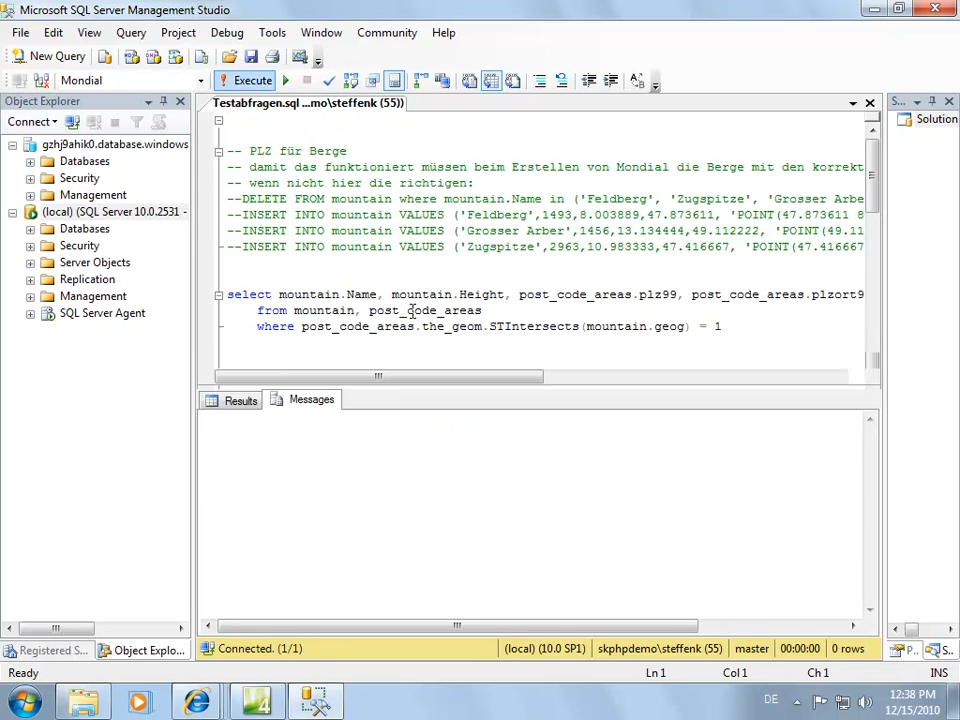 Microsoft SQL Server Management Studio
File Edit View Query Project Debug Tools Window Community Help
New Query
Mondial Execute
Object Explorer
Testabfragen.sql ...mo\steffenk (55))
S...
Connect
Solution
gzhj9ahik0.database.windows
Databases
Security
Management
(local) (SQL Server 10.0.2531 -
Databases
Security
Server Objects
Replication
Management
SQL Server Agent
-- PLZ für Berge
-- damit das funktioniert müssen beim Erstellen von Mondial die Berge mit den korrekt
-- wenn nicht hier die richtigen:
--DELETE FROM mountain where mountain.Name in ('Feldberg', 'Zugspitze', 'Grosser Arbe
--INSERT INTO mountain VALUES ('Feldberg',1493,8.003889,47.873611, 'POINT(47.873611 8
--INSERT INTO mountain VALUES ('Grosser Arber',1456,13.134444,49.112222, 'POINT(49.11
--INSERT INTO mountain VALUES ('Zugspitze',2963,10.983333,47.416667, 'POINT(47.416667
select mountain.Name, mountain.Height, post_code_areas.plz99, post_code_areas.plzort9
from mountain, post_code_areas
where post_code_areas.the_geom.STIntersects(mountain.geog) = 1
Results Messages
Connected. (1/1) (local) (10.0 SP1) skphpdemo\steffenk (55) master 00:00:00 0 rows
Registered S... Object Explo...
P... S...
Ready Ln 1 Col 1 Ch 1 INS
DE 12:38 PM
12/15/2010